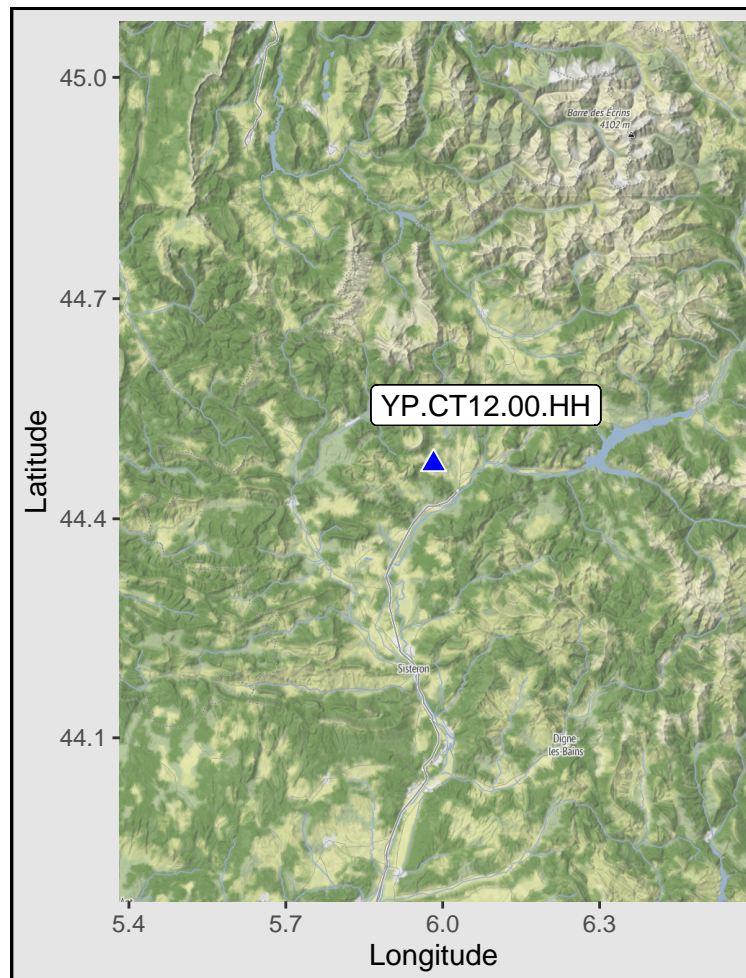 45.0
44.7
44.4
44.1
Latitude
Barre des Écrins
4102 m
YP.CT12.00.HH
Sisteron
Digne
les-Bains
5.4
5.7
6.0
6.3
Longitude